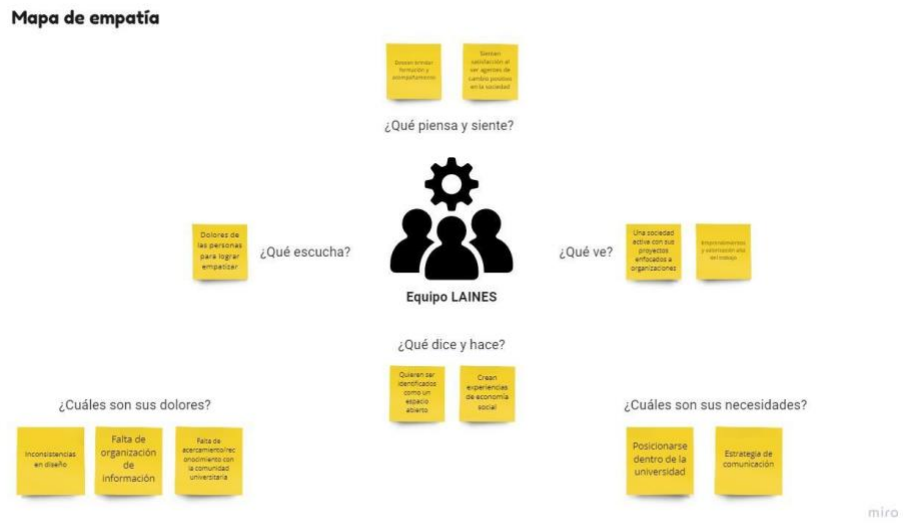 Mapa de empatía
Desean brindar
formación y
acompañamiento
Sienten
satisfacción al
ser agentes de
cambio positivo
en la sociedad
¿Qué piensa y siente?
Dolores de
las personas
para lograr
empatizar
¿Qué escucha?
¿Qué ve?
Una sociedad
activa con sus
proyectos
enfocados a
organizaciones
Emprendimientos
y valorización
del trabajo
Equipo LAINES
¿Qué dice y hace?
Quieren ser
identificados
como un
espacio
abierto
Crean
experiencias
de economía
social
¿Cuáles son sus dolores?
Inconsistencias
en diseño
Falta de
organización
de
información
Falta de
acercamiento/rec
onocimiento con
la comunidad
universitaria
¿Cuáles son sus necesidades?
Posicionarse
dentro de la
universidad
Estrategia de
comunicación
miro